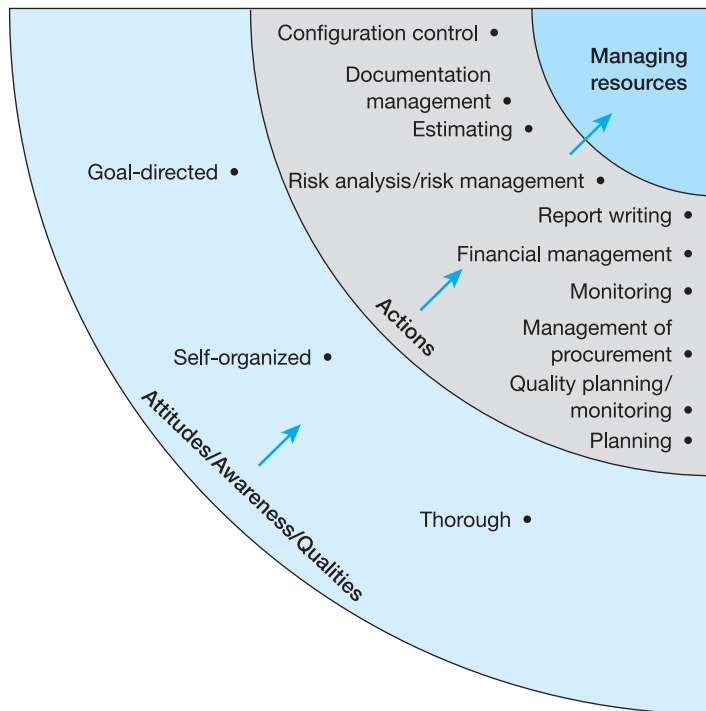 Configuration control •
Managing
resources
Documentation
management •
Estimating •
Goal-directed •
Risk analysis/risk management •
Report writing •
Financial management •
Monitoring •
Actions
Management of
procurement •
Self-organized •
Quality planning/
monitoring •
Planning •
Attitudes/Awareness/Qualities
Thorough •